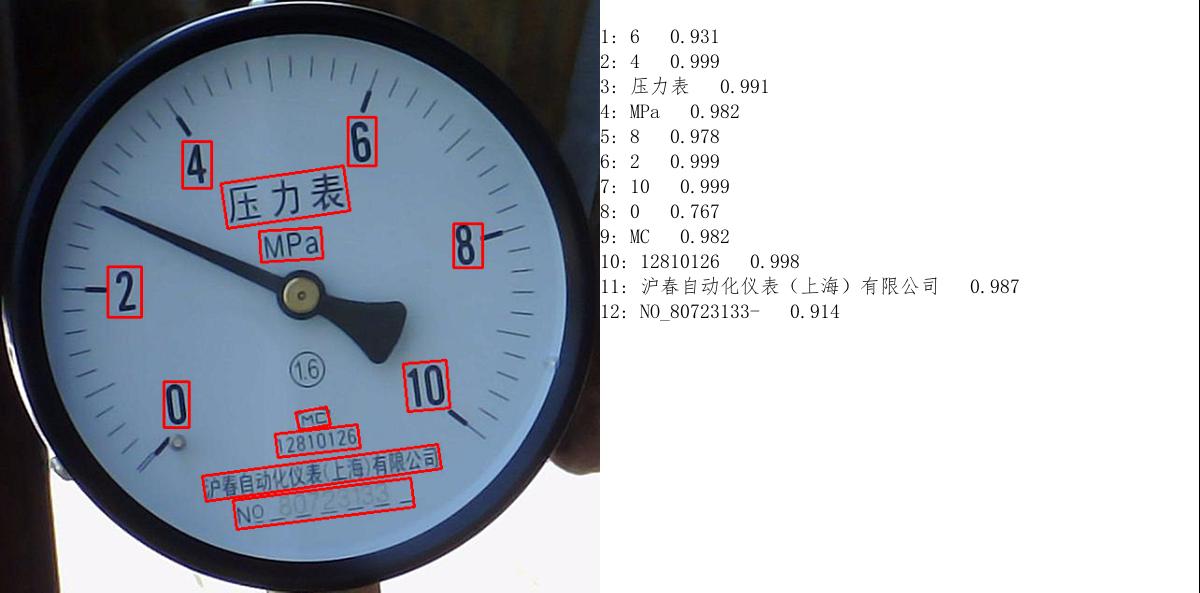 6
4
压力表
MPa
8
2
10
0
1.6
MC
12810126
沪春自动化仪表(上海)有限公司
No 80723133
1: 6 0.931
2: 4 0.999
3: 压力表 0.991
4: MPa 0.982
5: 8 0.978
6: 2 0.999
7: 10 0.999
8: 0 0.767
9: MC 0.982
10: 12810126 0.998
11: 沪春自动化仪表（上海）有限公司 0.987
12: NO_80723133- 0.914